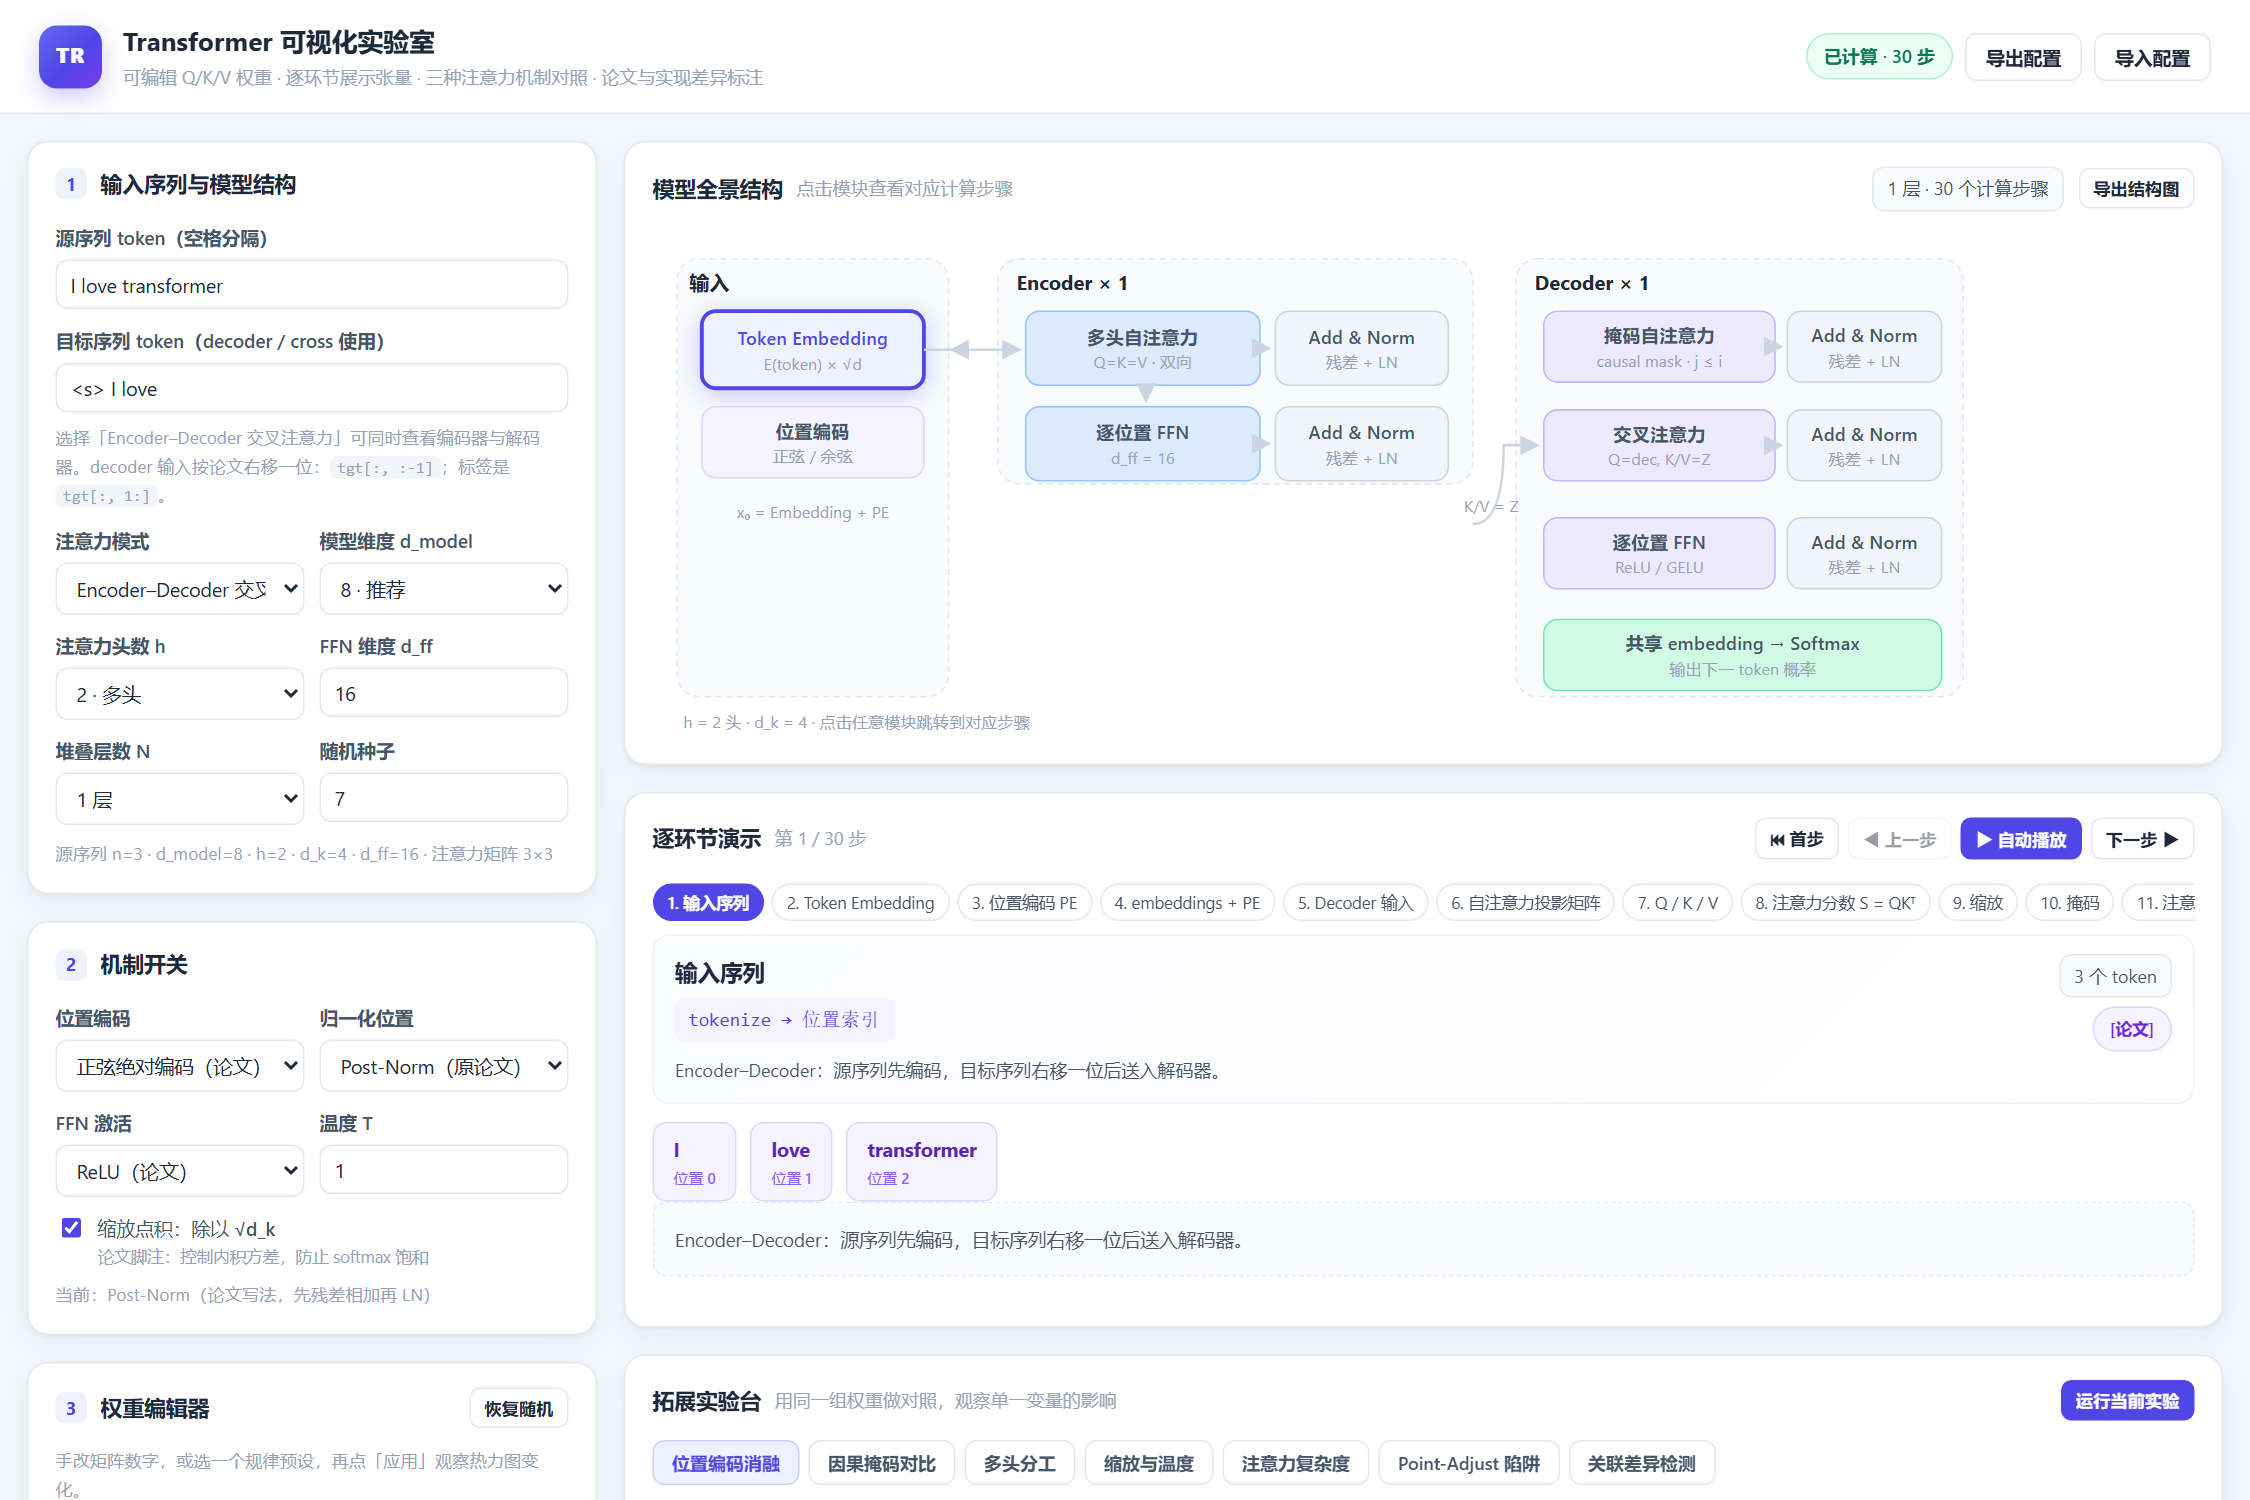 TR
Transformer 可视化实验室
可编辑 Q/K/V 权重 · 逐环节展示张量 · 三种注意力机制对照 · 论文与实现差异标注
已计算 · 30 步
导出配置
导入配置
1 输入序列与模型结构
源序列 token（空格分隔）
I love transformer
目标序列 token（decoder / cross 使用）
<s> I love
选择「Encoder–Decoder 交叉注意力」可同时查看编码器与解码
器。decoder 输入按论文右移一位： tgt[:, :-1] ；标签是
tgt[:, 1:] 。
注意力模式
模型维度 d_model
Encoder–Decoder 交叉
8 · 推荐
注意力头数 h
FFN 维度 d_ff
2 · 多头
16
堆叠层数 N
随机种子
1 层
7
源序列 n=3 · d_model=8 · h=2 · d_k=4 · d_ff=16 · 注意力矩阵 3×3
2 机制开关
位置编码
归一化位置
正弦绝对编码（论文）
Post-Norm（原论文）
FFN 激活
温度 T
ReLU（论文）
1
缩放点积：除以 √d_k
论文脚注：控制内积方差，防止 softmax 饱和
当前：Post-Norm（论文写法，先残差相加再 LN）
3 权重编辑器
恢复随机
手改矩阵数字，或选一个规律预设，再点「应用」观察热力图变
化。
模型全景结构 点击模块查看对应计算步骤
1 层 · 30 个计算步骤
导出结构图
输入
Token Embedding
E(token) × √d
位置编码
正弦 / 余弦
x₀ = Embedding + PE
Encoder × 1
多头自注意力
Q=K=V · 双向
Add & Norm
残差 + LN
逐位置 FFN
d_ff = 16
Add & Norm
残差 + LN
K/V = Z
Decoder × 1
掩码自注意力
causal mask · j ≤ i
Add & Norm
残差 + LN
交叉注意力
Q=dec, K/V=Z
Add & Norm
残差 + LN
逐位置 FFN
ReLU / GELU
Add & Norm
残差 + LN
共享 embedding → Softmax
输出下一 token 概率
h = 2 头 · d_k = 4 · 点击任意模块跳转到对应步骤
逐环节演示 第 1 / 30 步
⏮ 首步
◀ 上一步
▶ 自动播放
下一步 ▶
1. 输入序列
2. Token Embedding
3. 位置编码 PE
4. embeddings + PE
5. Decoder 输入
6. 自注意力投影矩阵
7. Q / K / V
8. 注意力分数 S = QKᵀ
9. 缩放
10. 掩码
11. 注意
输入序列
3 个 token
tokenize → 位置索引
[论文]
Encoder–Decoder：源序列先编码，目标序列右移一位后送入解码器。
I
位置 0
love
位置 1
transformer
位置 2
Encoder–Decoder：源序列先编码，目标序列右移一位后送入解码器。
拓展实验台 用同一组权重做对照，观察单一变量的影响
运行当前实验
位置编码消融
因果掩码对比
多头分工
缩放与温度
注意力复杂度
Point-Adjust 陷阱
关联差异检测